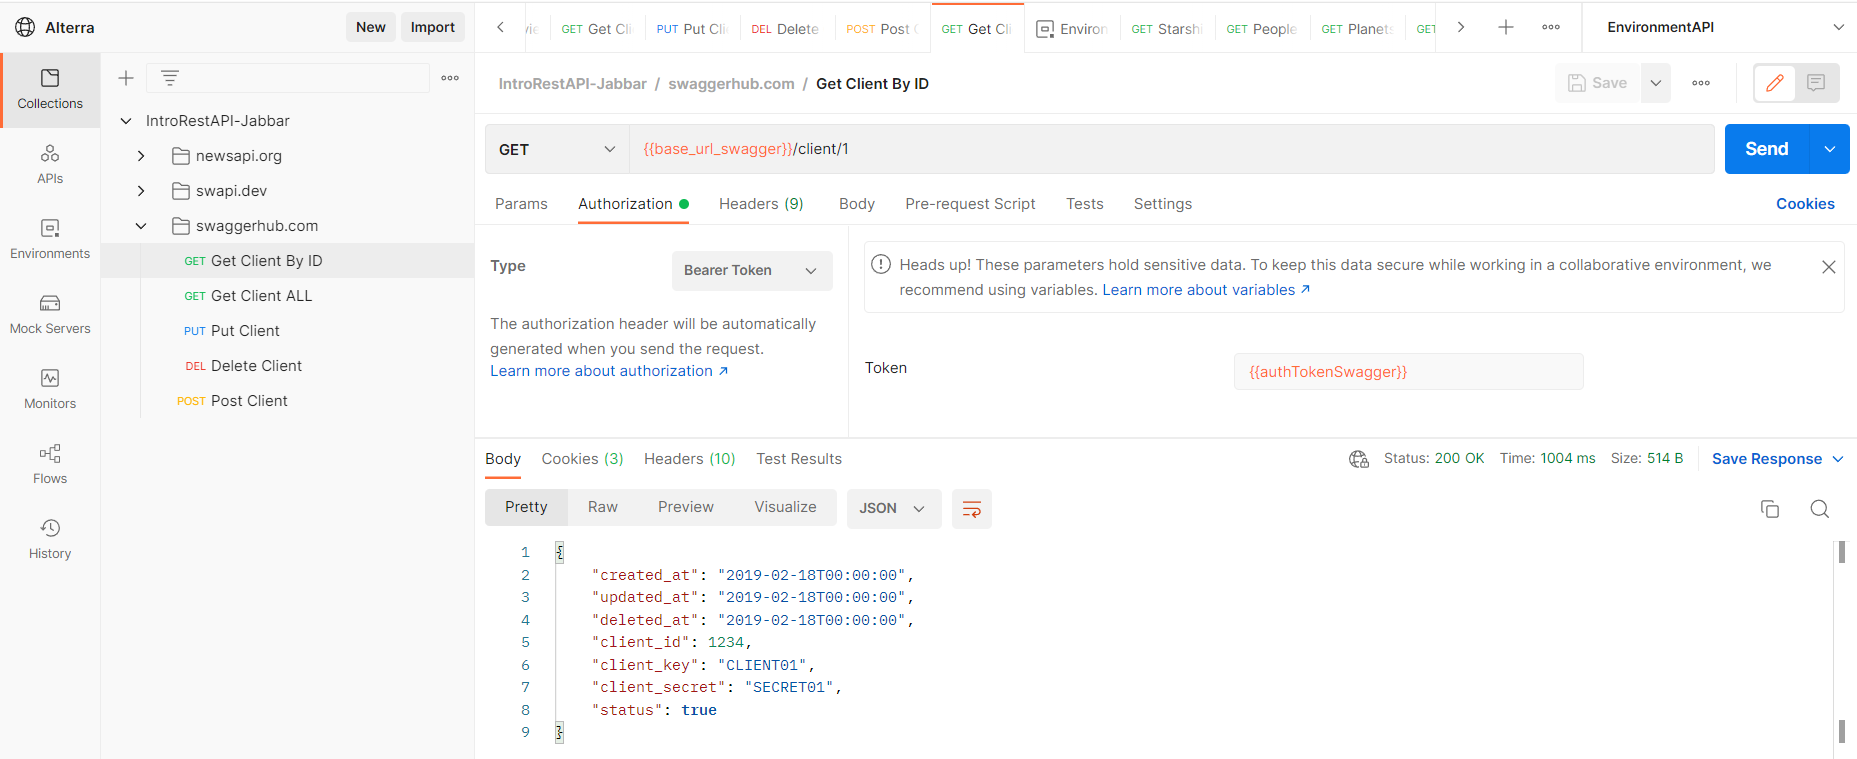 Alterra
New
Import
GET Get Cli
PUT Put Clie
DEL Delete
POST Post C
GET Get Cli
Environ
GET Starshi
GET People
GET Planets
GET
EnvironmentAPI
Collections
APIs
Environments
Mock Servers
Monitors
Flows
History
IntroRestAPI-Jabbar
newsapi.org
swapi.dev
swaggerhub.com
GET Get Client By ID
GET Get Client ALL
PUT Put Client
DEL Delete Client
POST Post Client
IntroRestAPI-Jabbar / swaggerhub.com / Get Client By ID
Save
GET
{{base_url_swagger}}/client/1
Send
Params
Authorization
Headers (9)
Body
Pre-request Script
Tests
Settings
Cookies
Type
Bearer Token
The authorization header will be automatically
generated when you send the request.
Learn more about authorization ↗
Heads up! These parameters hold sensitive data. To keep this data secure while working in a collaborative environment, we
recommend using variables. Learn more about variables ↗
Token
{{authTokenSwagger}}
Body
Cookies (3)
Headers (10)
Test Results
Status: 200 OK
Time: 1004 ms
Size: 514 B
Save Response
Pretty
Raw
Preview
Visualize
JSON
1 {
2 "created_at": "2019-02-18T00:00:00",
3 "updated_at": "2019-02-18T00:00:00",
4 "deleted_at": "2019-02-18T00:00:00",
5 "client_id": 1234,
6 "client_key": "CLIENT01",
7 "client_secret": "SECRET01",
8 "status": true
9 }